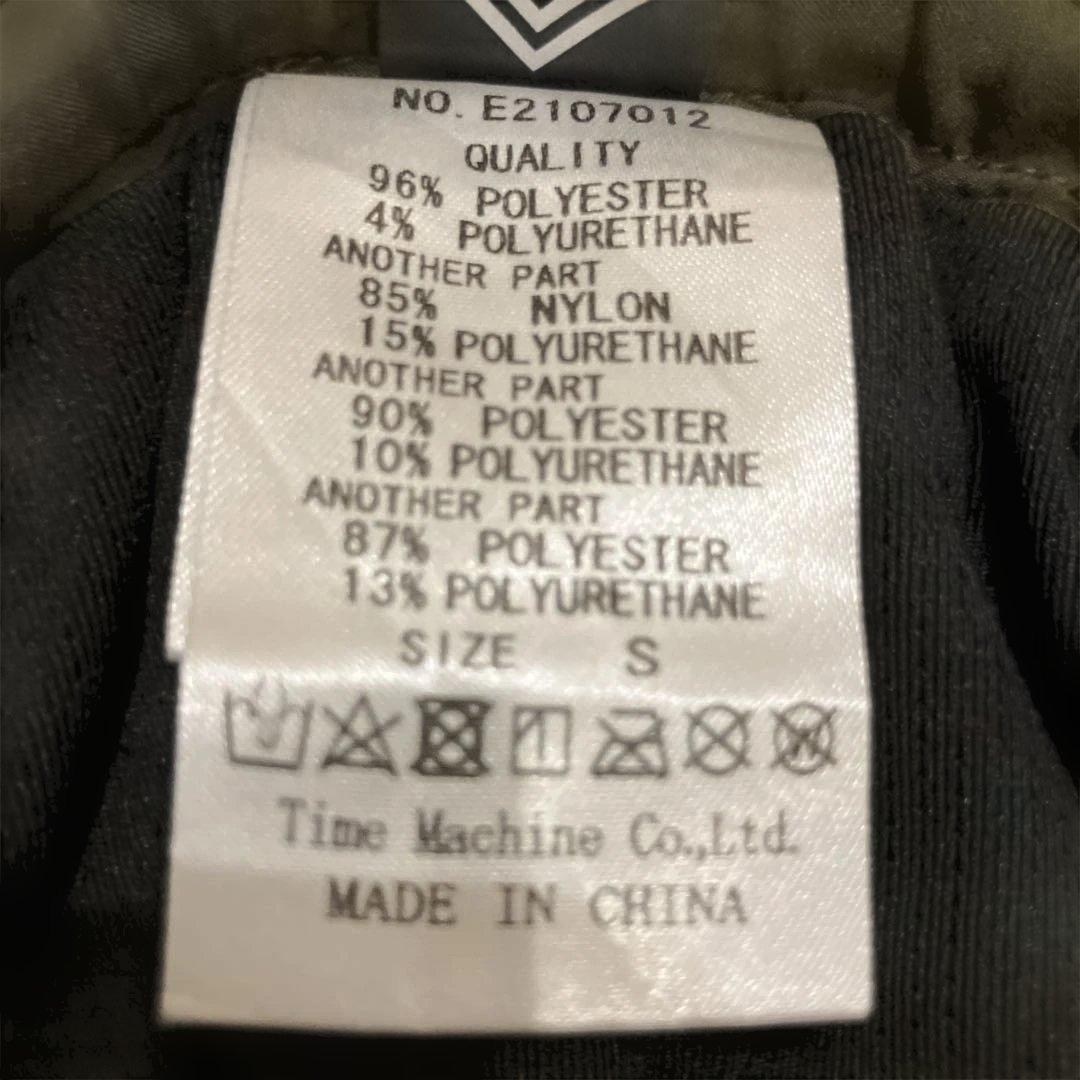 NO. E2107012
QUALITY
96% POLYESTER
4% POLYURETHANE
ANOTHER PART
85% NYLON
15% POLYURETHANE
ANOTHER PART
90% POLYESTER
10% POLYURETHANE
ANOTHER PART
87% POLYESTER
13% POLYURETHANE
SIZE S
Time Machine Co.,Ltd.
MADE IN CHINA